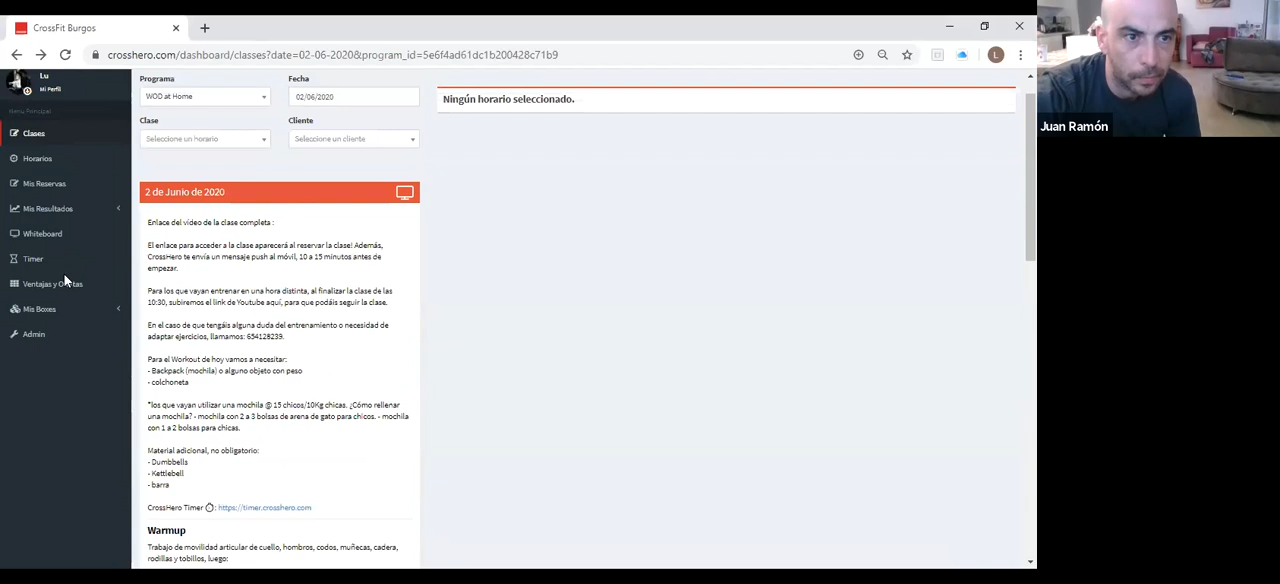 CrossFit Burgos
crosshero.com/dashboard/classes?date=02-06-2020&program_id=5e6f4ad61dc1b200428c71b9
L
Lu
Mi Perfil
Menu Principal
Clases
Horarios
Mis Reservas
Mis Resultados
Whiteboard
Timer
Mis Boxes
Admin
Programa
Fecha
WOD at Home
02/06/2020
Clase
Cliente
Seleccione un horario
Seleccione un cliente
Ningún horario seleccionado.
2 de Junio de 2020
Enlace del vídeo de la clase completa :
El enlace para acceder a la clase aparecerá al reservar la clase! Además,
CrossHero te envía un mensaje push al móvil, 10 a 15 minutos antes de
empezar.
Para los que vayan entrenar en una hora distinta, al finalizar la clase de las
10:30, subiremos el link de Youtube aquí, para que podáis seguir la clase.
En el caso de que tengáis alguna duda del entrenamiento o necesidad de
adaptar ejercicios, llamamos: 654128239.
Para el Workout de hoy vamos a necesitar:
- Backpack (mochila) o alguno objeto con peso
- colchoneta
*los que vayan utilizar una mochila @ 15 chicos/10Kg chicas. ¿Cómo rellenar
una mochila? - mochila con 2 a 3 bolsas de arena de gato para chicos. - mochila
con 1 a 2 bolsas para chicas.
Material adicional, no obligatorio:
- Dumbbells
- Kettlebell
- barra
CrossHero Timer : https://timer.crosshero.com
Warmup
Trabajo de movilidad articular de cuello, hombros, codos, muñecas, cadera,
rodillas y tobillos, luego:
Juan Ramón